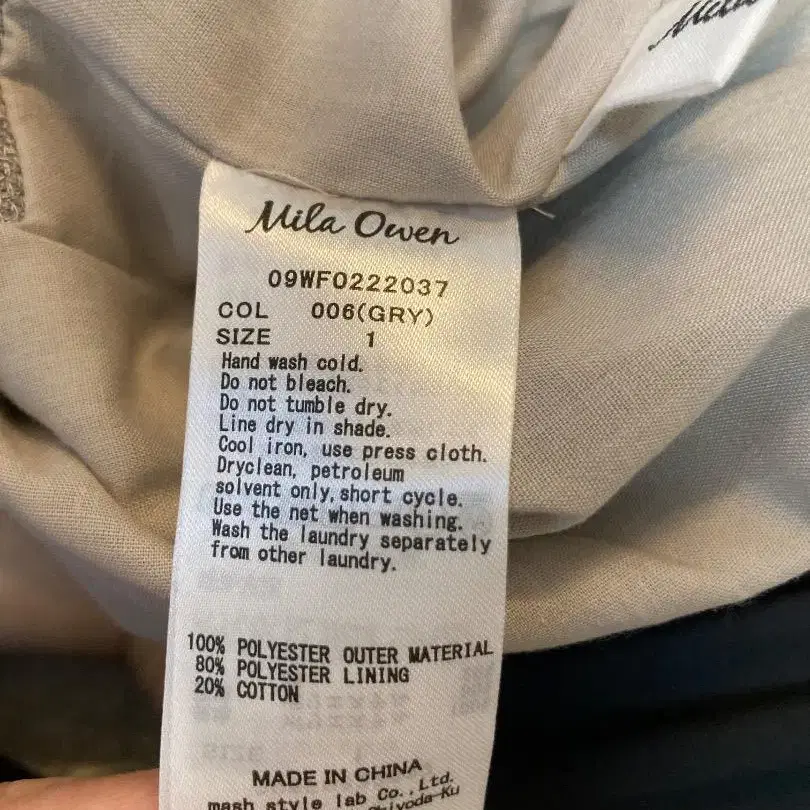 Mila
Mila Owen
09WF0222037
COL 006(GRY)
SIZE 1
Hand wash cold.
Do not bleach.
Do not tumble dry.
Line dry in shade.
Cool iron, use press cloth.
Dryclean, petroleum
solvent only,short cycle.
Use the net when washing.
Wash the laundry separately
from other laundry.
100% POLYESTER OUTER MATERIAL
80% POLYESTER LINING
20% COTTON
MADE IN CHINA
mash style lab Co.,Ltd.